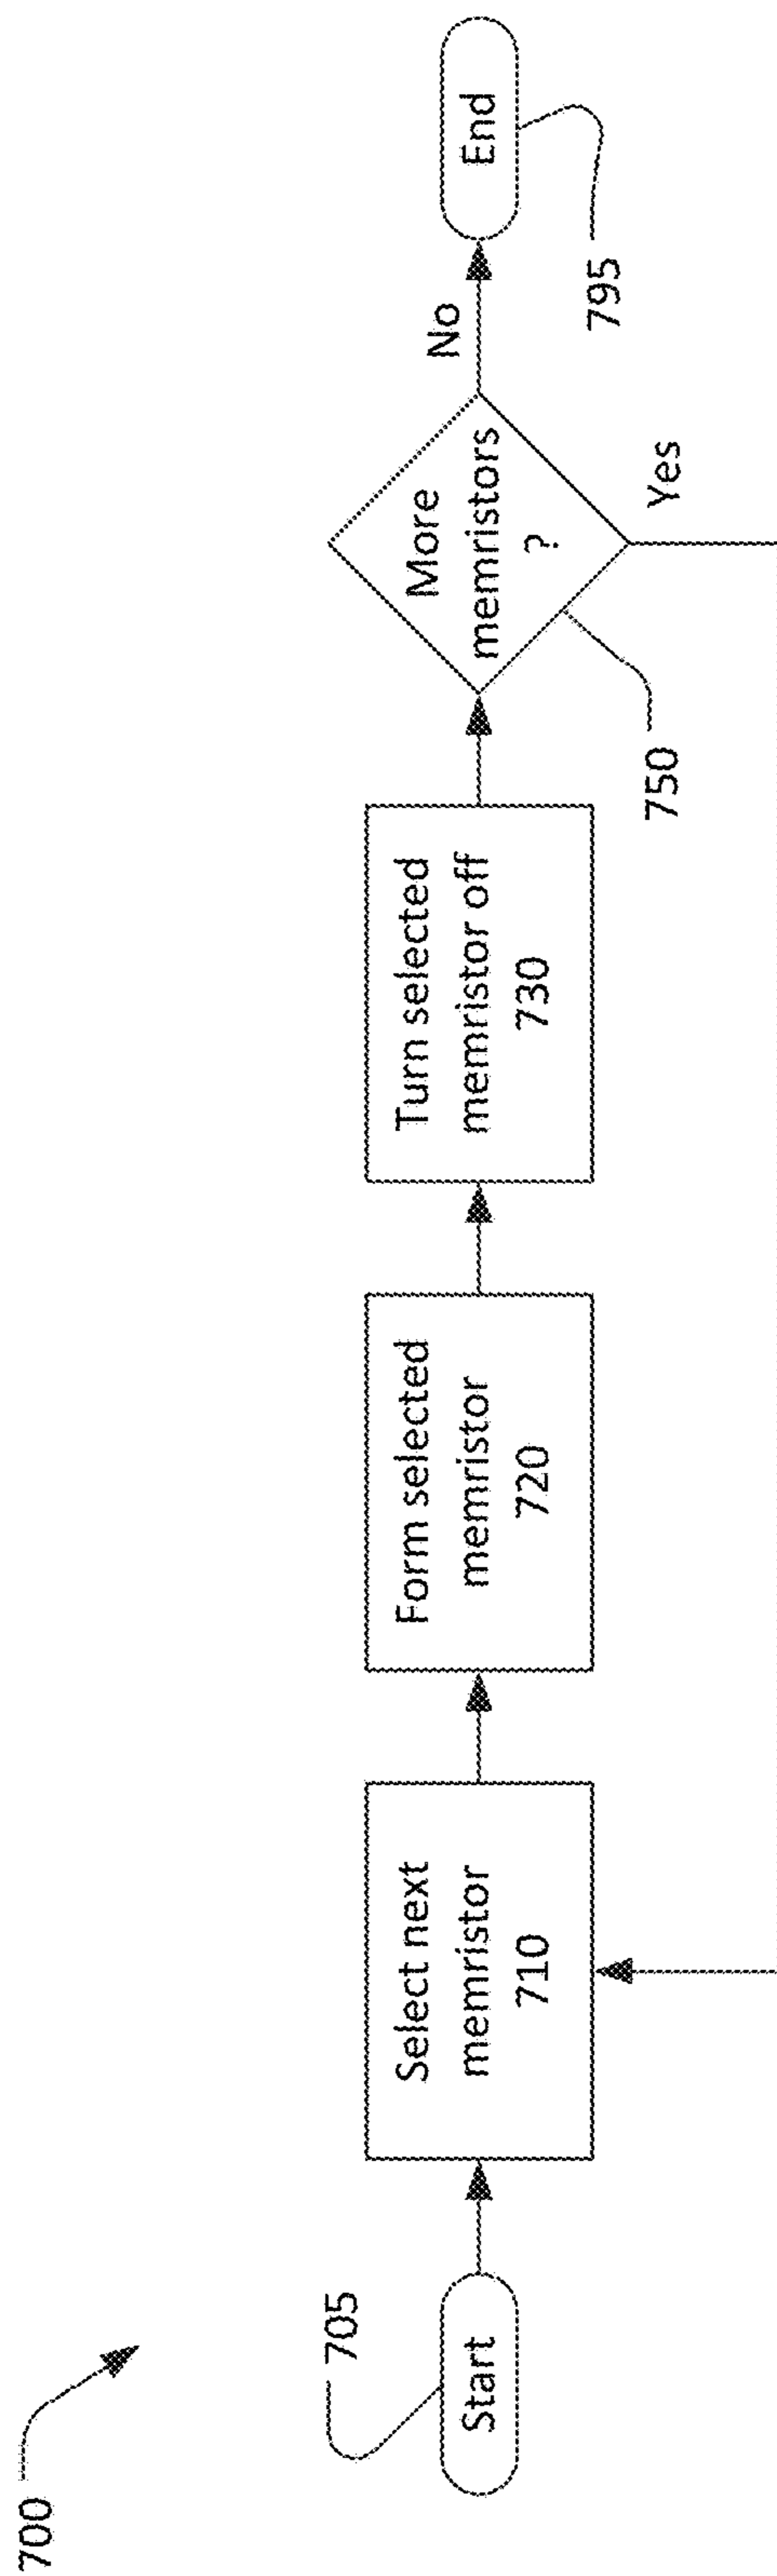 700
705
Start
Select next
memristor
710
Form selected
memristor
720
Turn selected
memristor off
730
More
memristors
?
750
No
Yes
End
795